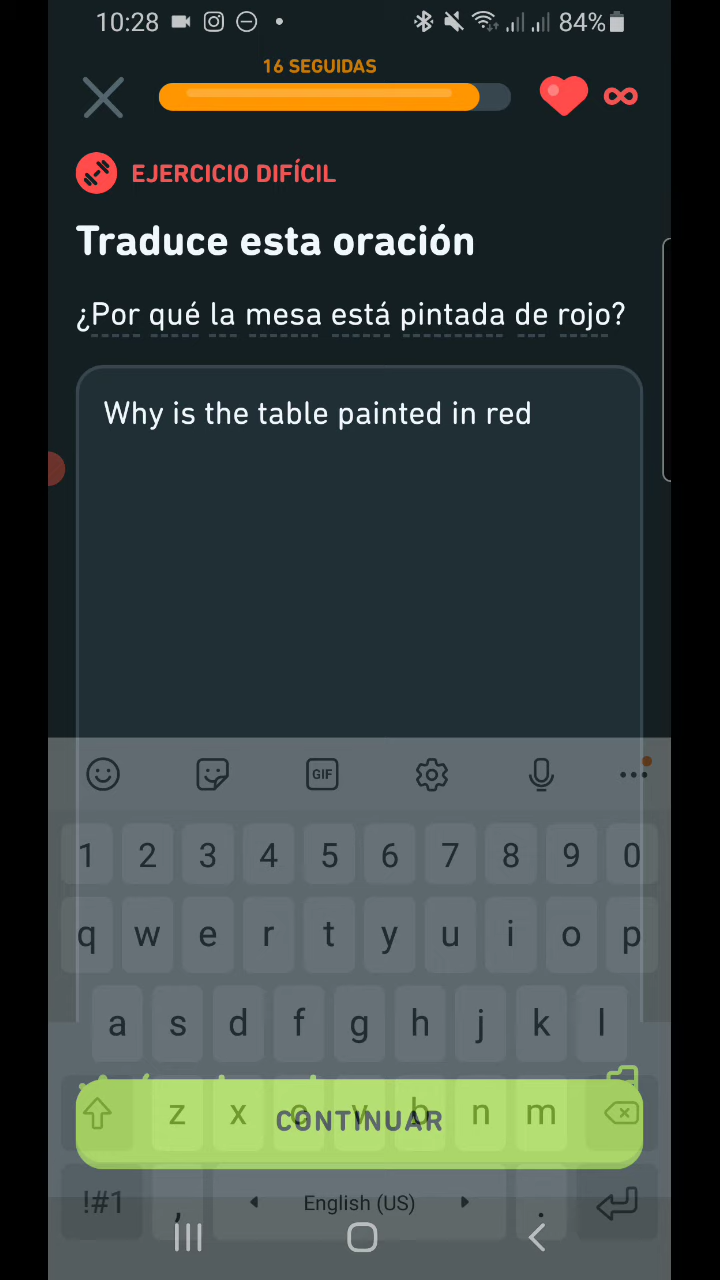 10:28
84%
16 SEGUIDAS
EJERCICIO DIFÍCIL
Traduce esta oración
¿Por qué la mesa está pintada de rojo?
Why is the table painted in red
GIF
1 2 3 4 5 6 7 8 9 0
q w e r t y u i o p
a s d f g h j k l
z x c v b n m
CONTINUAR
!#1 , English (US) .